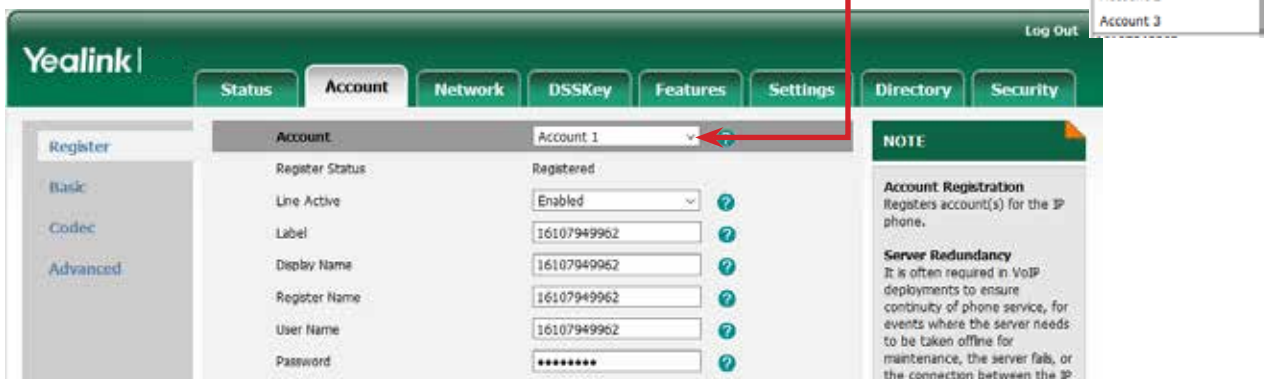 Account 3
Log Out
Yealink
Status Account Network DSSKey Features Settings Directory Security
Register
Basic
Codec
Advanced
Account Account 1
Register Status Registered
Line Active Enabled
Label 16107949962
Display Name 16107949962
Register Name 16107949962
User Name 16107949962
Password ••••••••
NOTE
Account Registration
Registers account(s) for the IP
phone.
Server Redundancy
It is often required in VoIP
deployments to ensure
continuity of phone service, for
events where the server needs
to be taken offline for
maintenance, the server fails, or
the connection between the IP